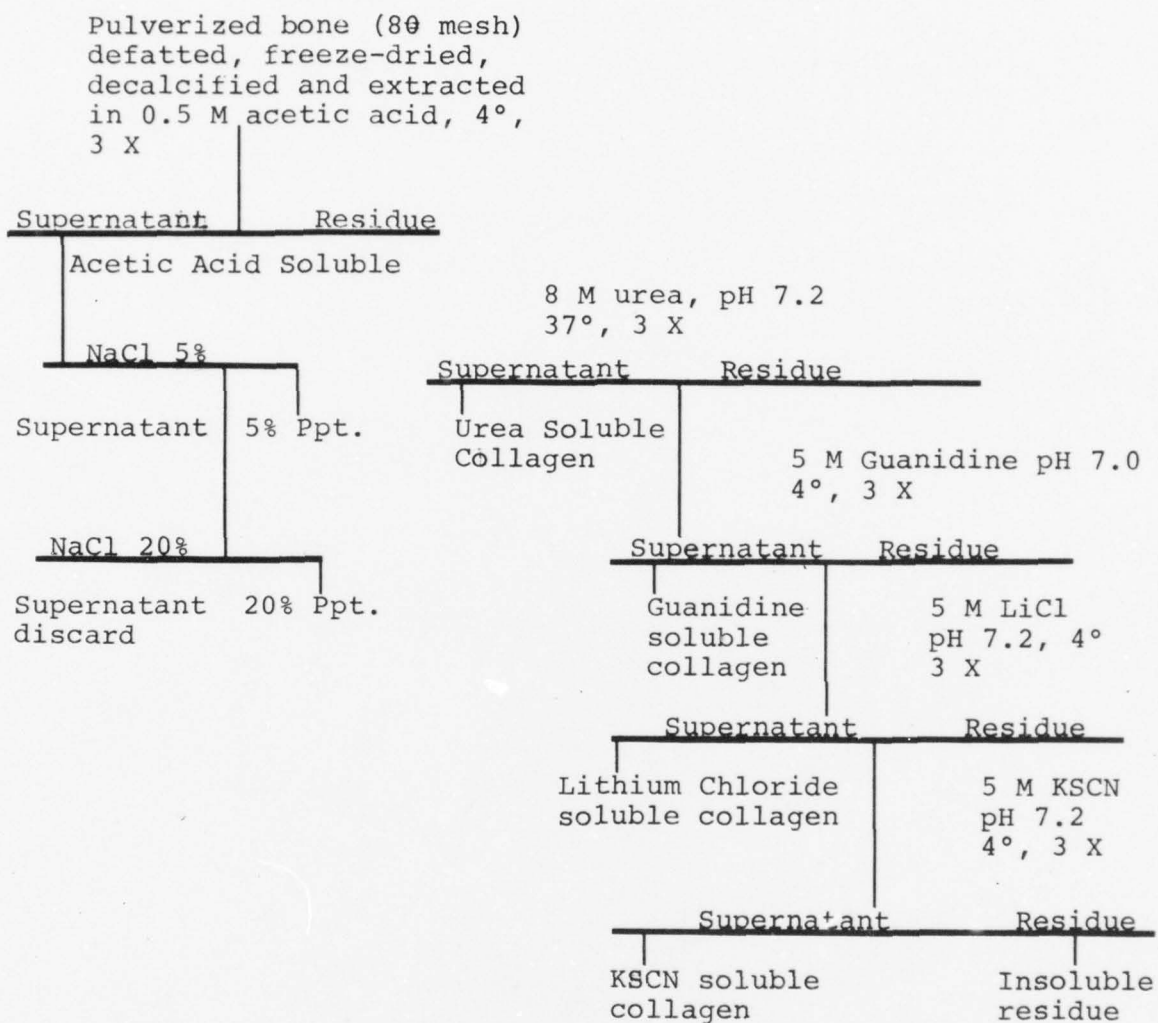 Pulverized bone (80 mesh)
defatted, freeze-dried,
decalcified and extracted
in 0.5 M acetic acid, 4°,
3 X
Supernatant Residue
Acetic Acid Soluble
NaCl 5%
Supernatant 5% Ppt.
NaCl 20%
Supernatant 20% Ppt.
discard
8 M urea, pH 7.2
37°, 3 X
Supernatant Residue
Urea Soluble
Collagen
5 M Guanidine pH 7.0
4°, 3 X
Supernatant Residue
Guanidine
soluble
collagen
5 M LiCl
pH 7.2, 4°
3 X
Supernatant Residue
Lithium Chloride
soluble collagen
5 M KSCN
pH 7.2
4°, 3 X
Supernatant Residue
KSCN soluble
collagen
Insoluble
residue